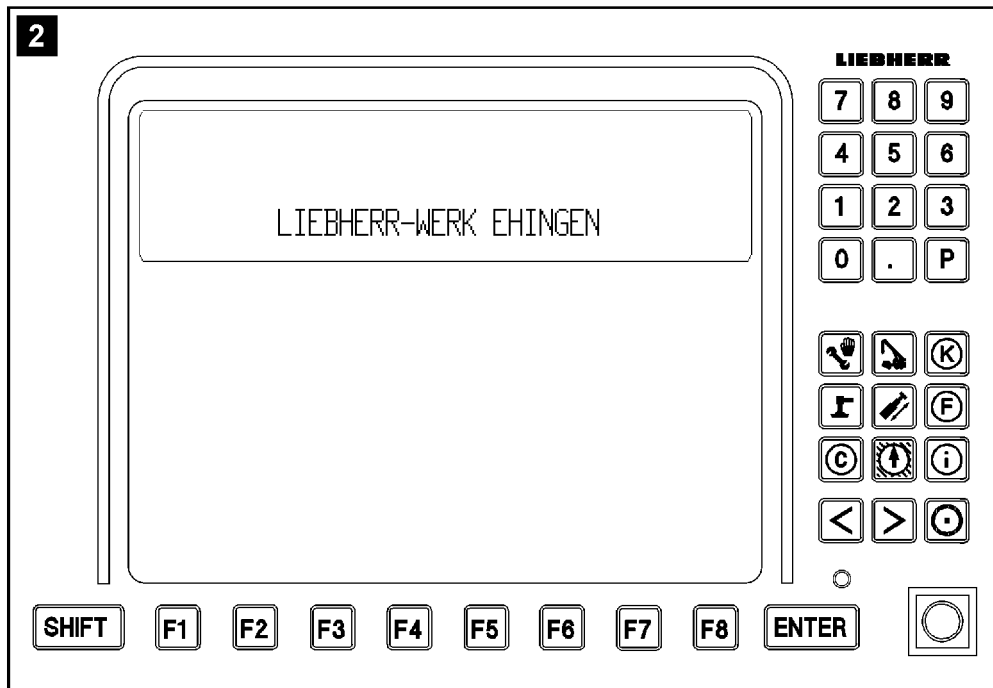 2
LIEBHERR
7 8 9
4 5 6
1 2 3
0 . P
LIEBHERR-WERK EHINGEN
K
F
C i
< >
SHIFT F1 F2 F3 F4 F5 F6 F7 F8 ENTER